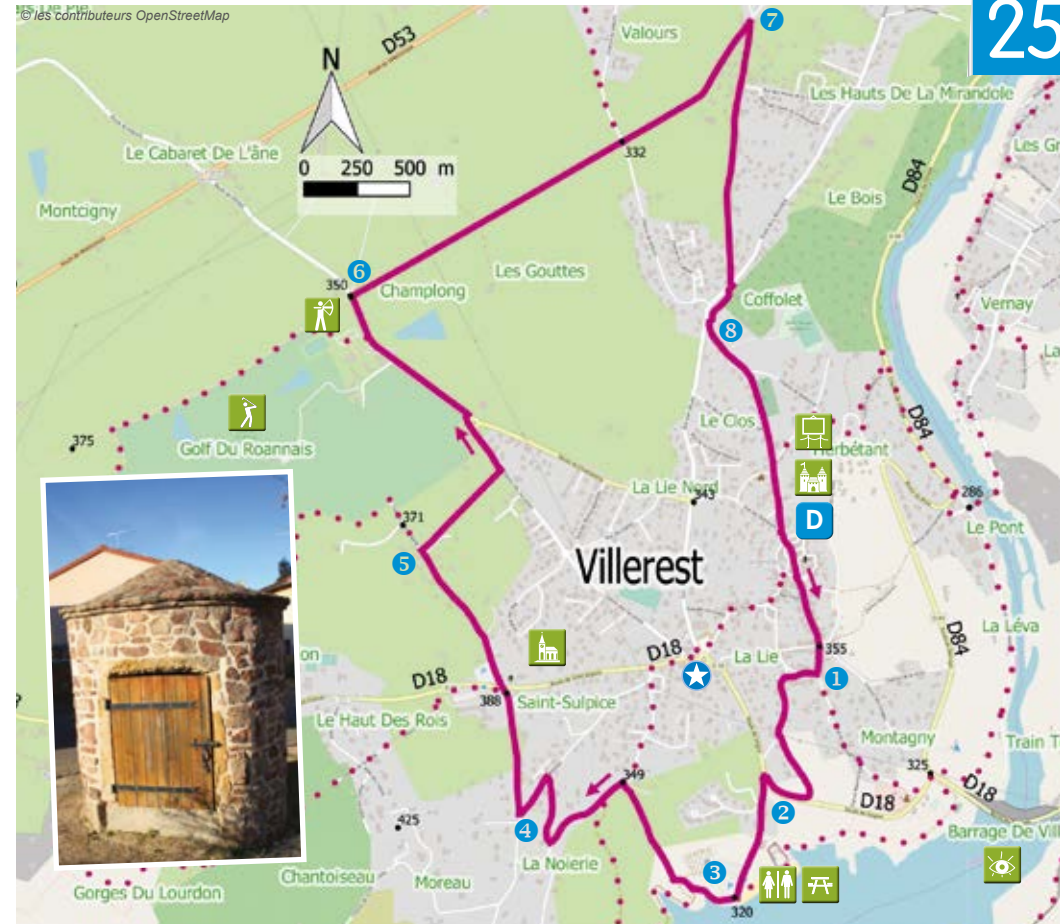 © les contributeurs OpenStreetMap
25
D53
Valours
7
N
Les Hauts De La Mirandole
Le Cabaret De L'âne
0 250 500 m
332
D84
Le Bois
Montcigny
6
350
Champlong
Les Gouttes
Coffolet
Vernay
8
375
Golf Du Roannais
Le Clos
D84
Herbétant
La Lie Nord
343
286
Le Pont
371
D
5
Villerest
D84
La Léva
D18
La Lie
355
1
D18
388
Saint-Sulpice
Le Haut Des Rois
Montagny
325
Train T
349
2
D18
D18
4
425
La Noierie
3
Barrage De Vil
Chantoiseau
Moreau
Gorges Du Lourdon
320